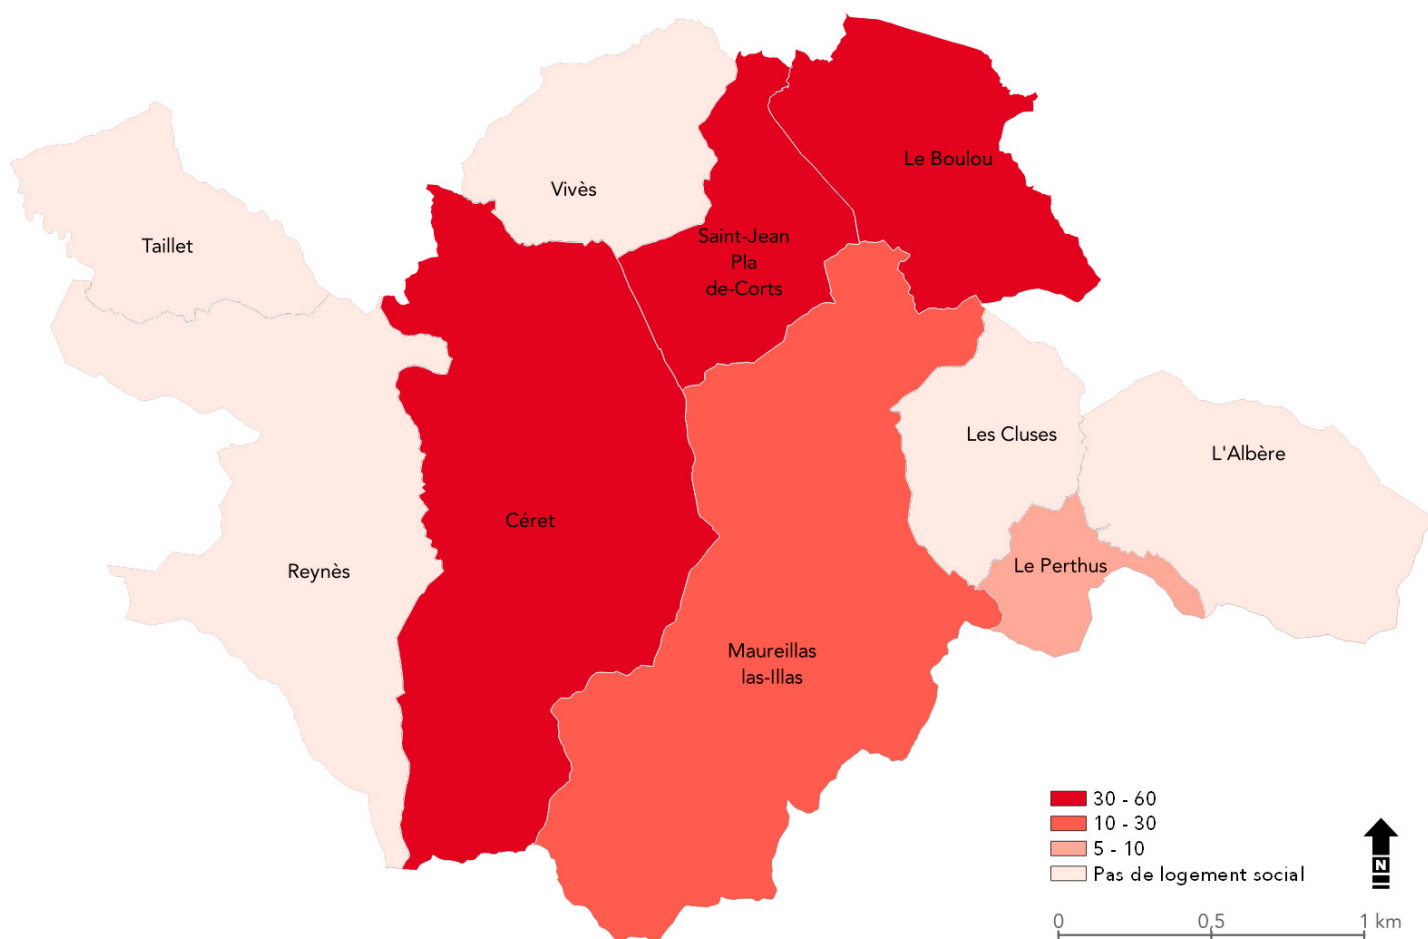 Le Boulou
Vivès
Saint-Jean
Pla
de-Corts
Taillet
Les Cluses
L'Albère
Céret
Reynès
Le Perthus
Maureillas
las-Illas
30 - 60
10 - 30
5 - 10
Pas de logement social
N
0 0,5 1 km